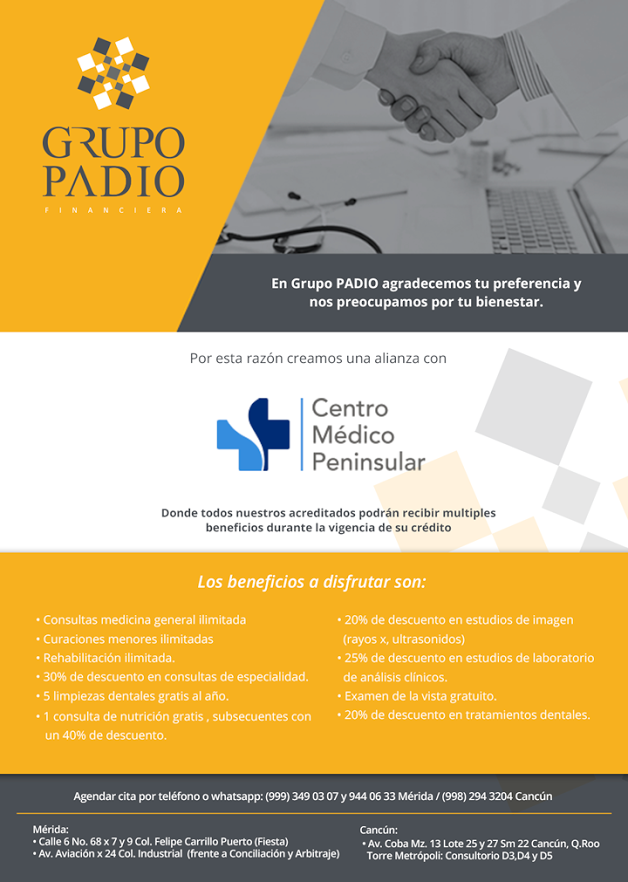 GRUPO
PADIO
FINANCIERA
En Grupo PADIO agradecemos tu preferencia y
nos preocupamos por tu bienestar.
Por esta razón creamos una alianza con
Centro
Médico
Peninsular
Donde todos nuestros acreditados podrán recibir multiples
beneficios durante la vigencia de su crédito
Los beneficios a disfrutar son:
• Consultas medicina general ilimitada
• Curaciones menores ilimitadas
• Rehabilitación ilimitada.
• 30% de descuento en consultas de especialidad.
• 5 limpiezas dentales gratis al año.
• 1 consulta de nutrición gratis , subsecuentes con
un 40% de descuento.
• 20% de descuento en estudios de imagen
(rayos x, ultrasonidos)
• 25% de descuento en estudios de laboratorio
de análisis clínicos.
• Examen de la vista gratuito.
• 20% de descuento en tratamientos dentales.
Agendar cita por teléfono o whatsapp: (999) 349 03 07 y 944 06 33 Mérida / (998) 294 3204 Cancún
Mérida:
• Calle 6 No. 68 x 7 y 9 Col. Felipe Carrillo Puerto (Fiesta)
• Av. Aviación x 24 Col. Industrial (frente a Conciliación y Arbitraje)
Cancún:
• Av. Coba Mz. 13 Lote 25 y 27 Sm 22 Cancún, Q.Roo
Torre Metrópoli: Consultorio D3,D4 y D5